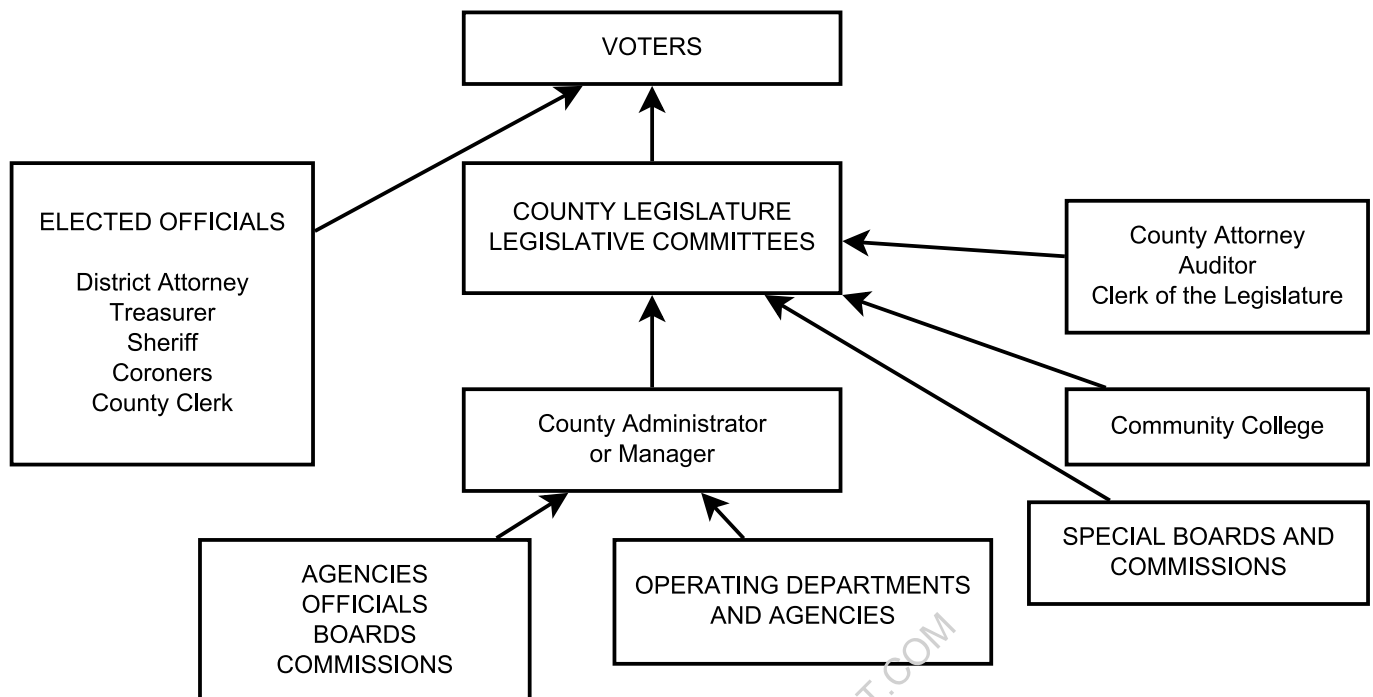 VOTERS
ELECTED OFFICIALS
District Attorney
Treasurer
Sheriff
Coroners
County Clerk
COUNTY LEGISLATURE
LEGISLATIVE COMMITTEES
County Attorney
Auditor
Clerk of the Legislature
County Administrator
or Manager
Community College
SPECIAL BOARDS AND
COMMISSIONS
AGENCIES
OFFICIALS
BOARDS
COMMISSIONS
OPERATING DEPARTMENTS
AND AGENCIES
T.COM